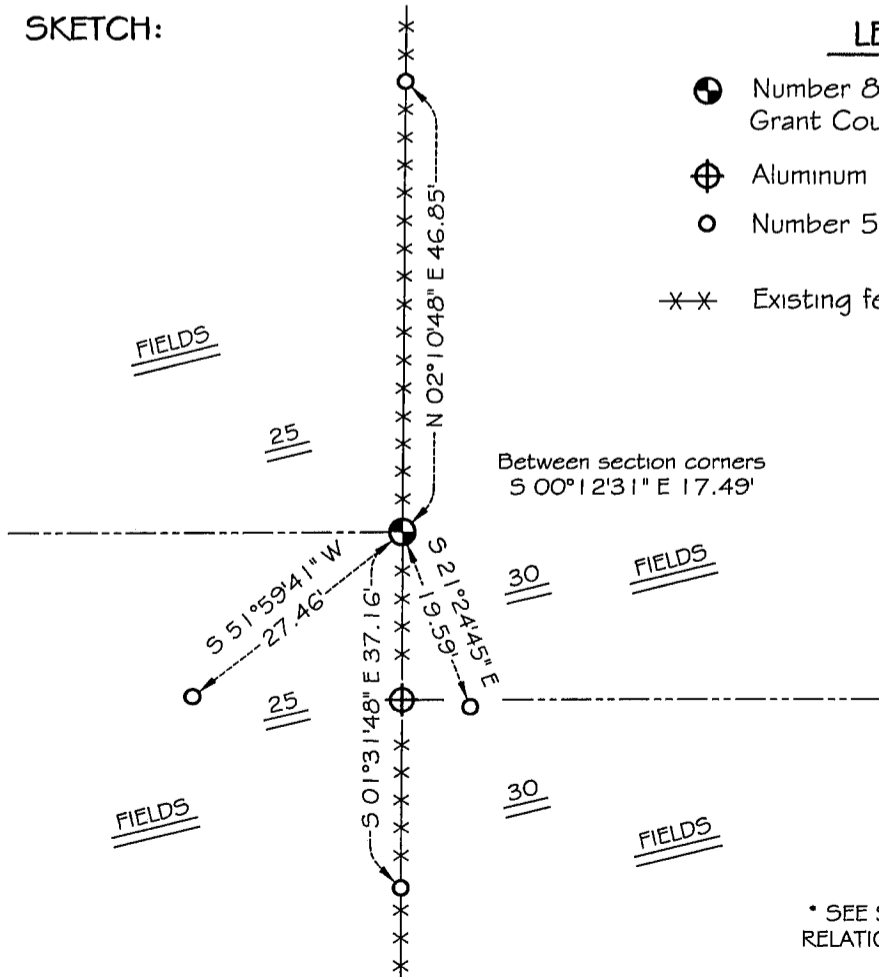 SKETCH:
LE
Number 8
Grant Cou
Aluminum
Number 5
Existing fe
N 02°10'48" E 46.85'
FIELDS
25
Between section corners
S 00°12'31" E 17.49'
S 51°59'41" W
27.46'
S 01°31'48" E 37.16'
S 21°24'45" E
19.59'
30
FIELDS
25
30
FIELDS
FIELDS
* SEE S
RELATIO